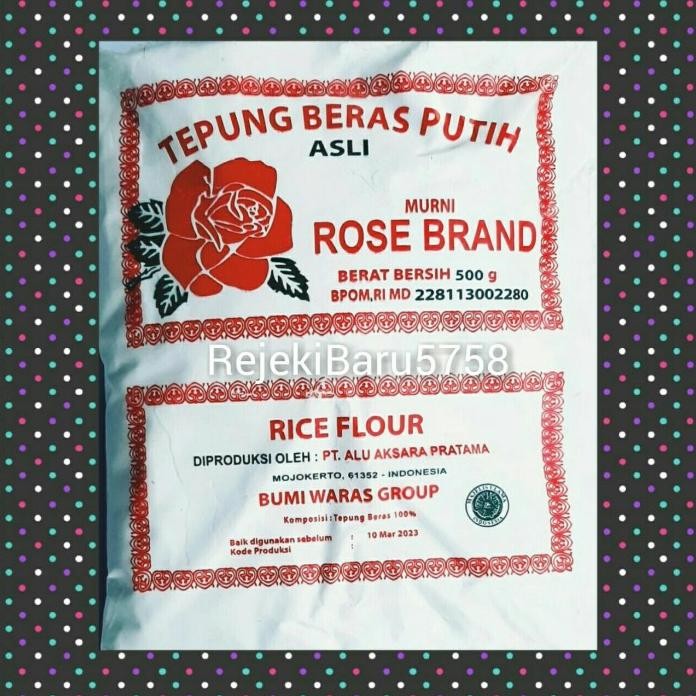 TEPUNG BERAS PUTIH
ASLI
MURNI
ROSE BRAND
BERAT BERSIH 500 g
BPOM,RI MD 228113002280
RejekiBaru5758
RICE FLOUR
DIPRODUKSI OLEH : PT. ALU AKSARA PRATAMA
MOJOKERTO, 61352 - INDONESIA
BUMI WARAS GROUP
Komposisi : Tepung Beras 100%
Baik digunakan sebelum : 10 Mar 2023
Kode Produksi :